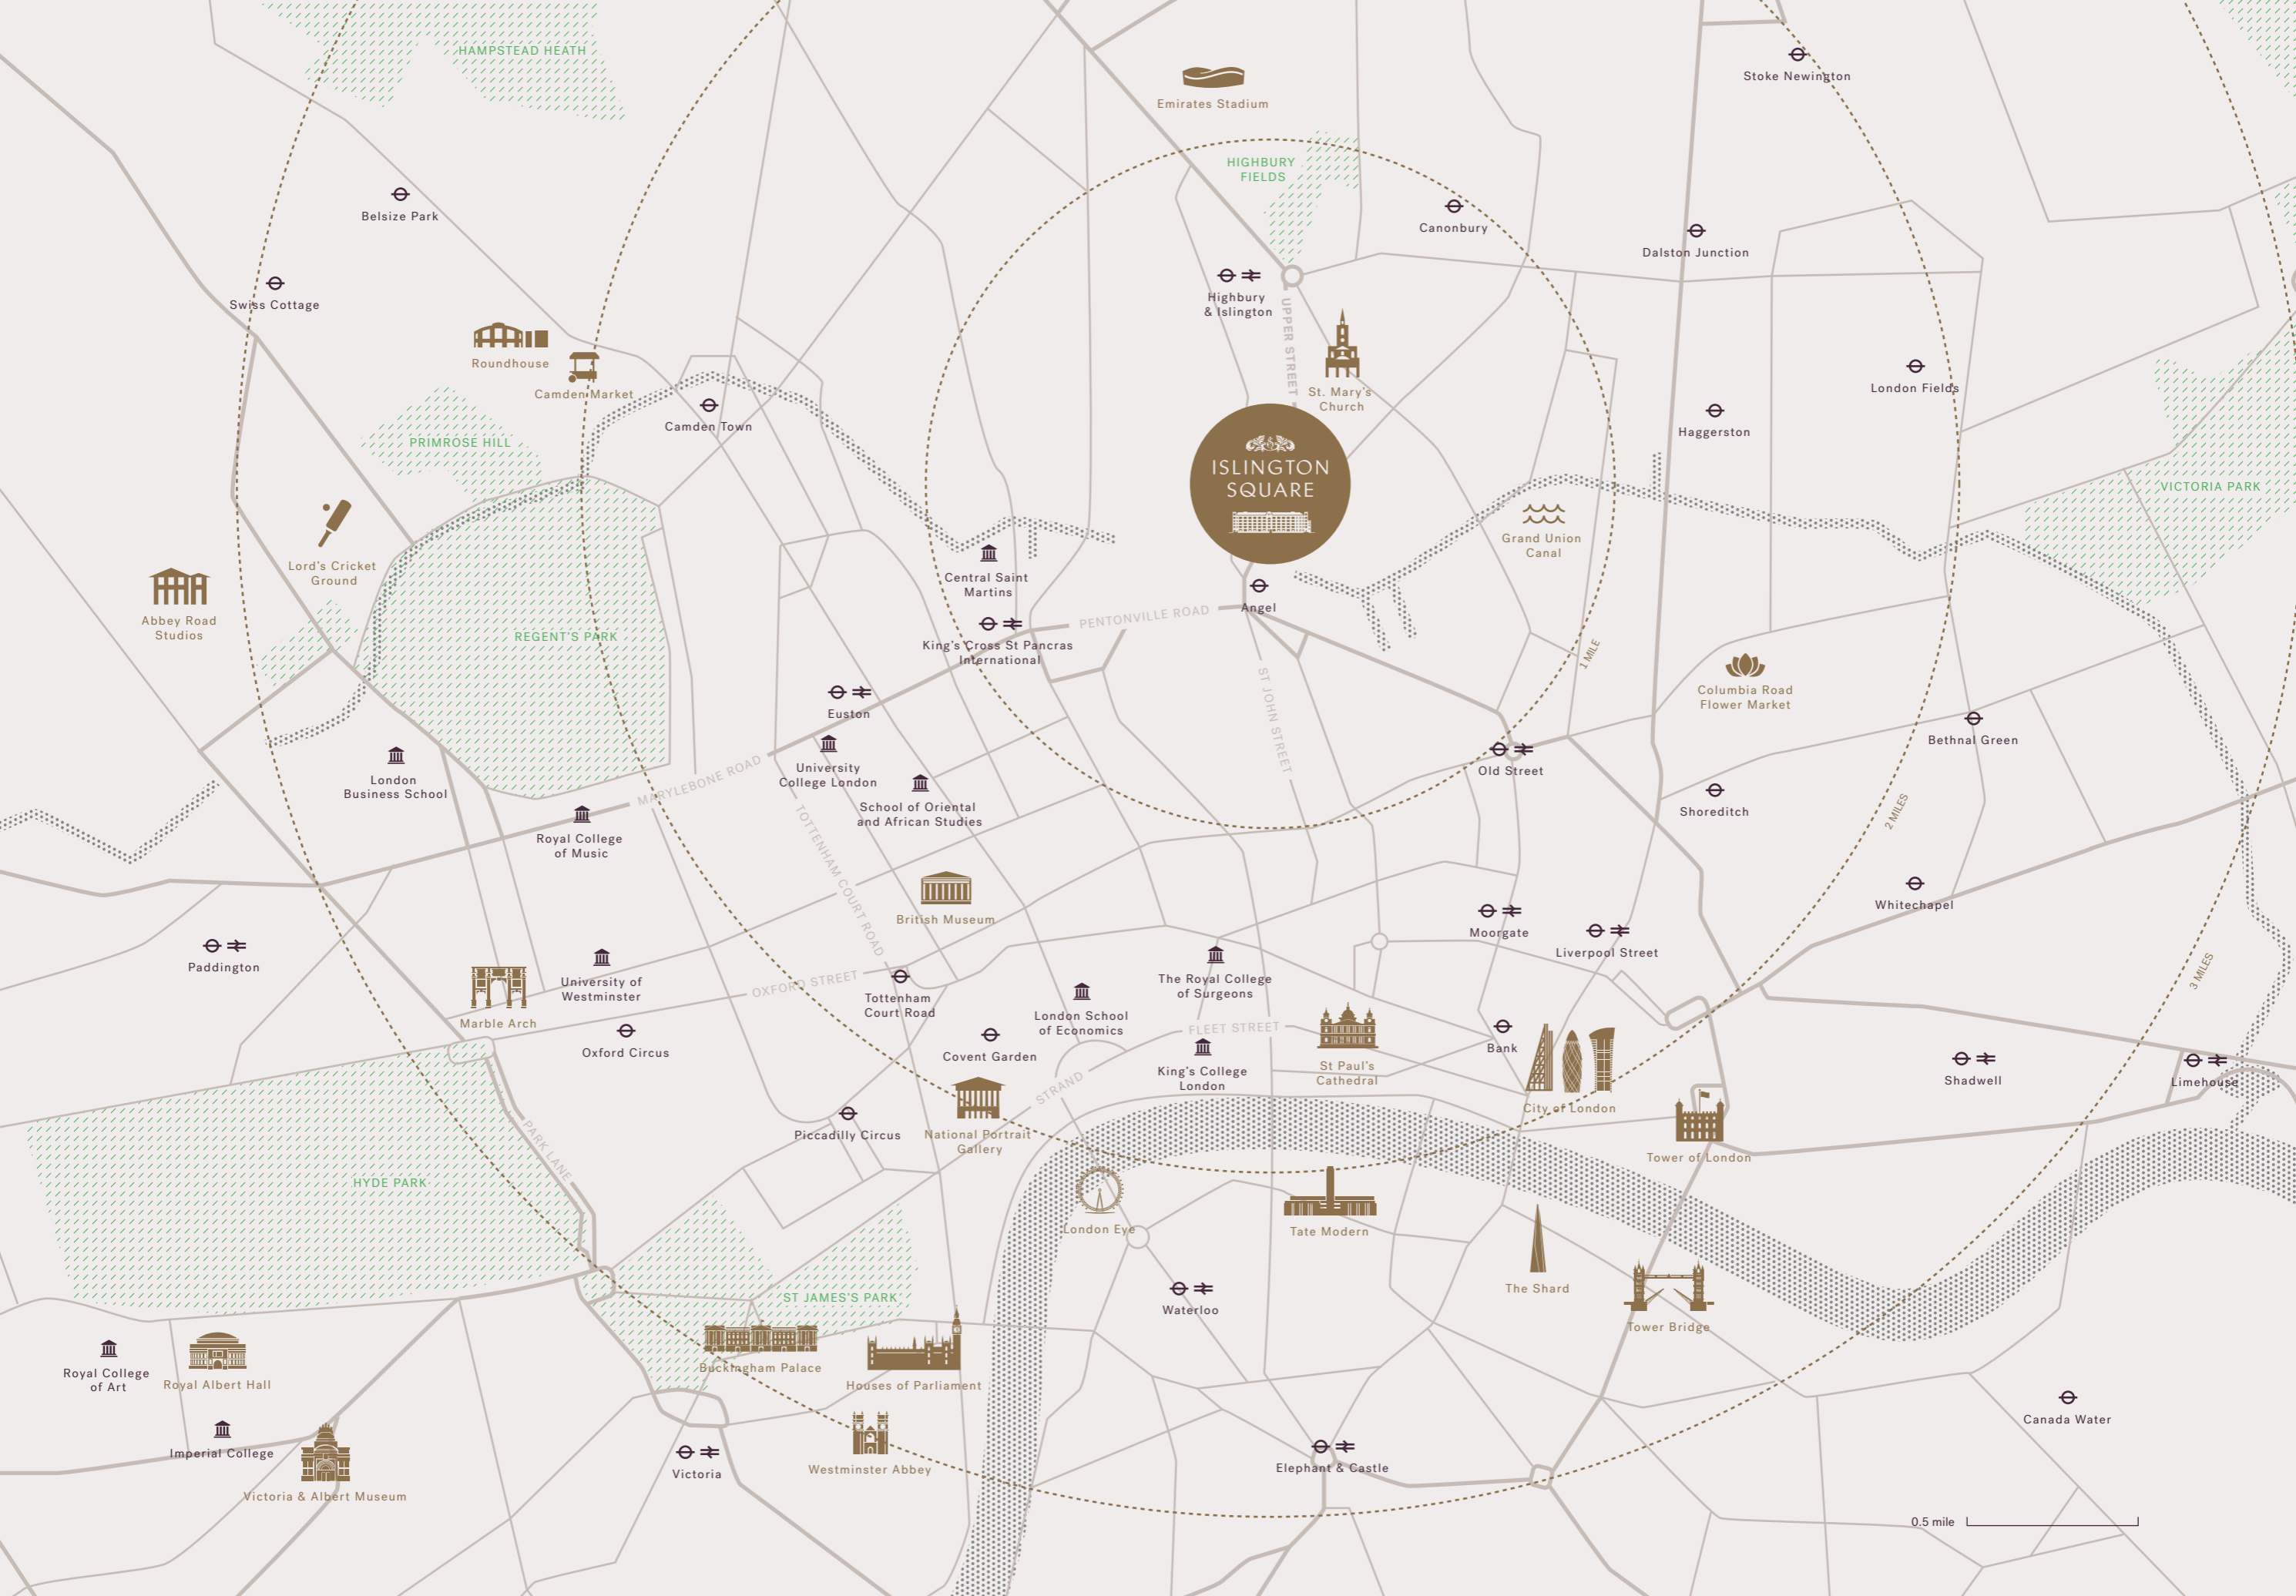 HAMPSTEAD HEATH
Stoke Newington
Emirates Stadium
HIGHBURY
FIELDS
Belsize Park
Canonbury
Dalston Junction
Swiss Cottage
Highbury
& Islington
UPPER STREET
Roundhouse
Camden Market
St. Mary's
Church
London Fields
Camden Town
Haggerston
PRIMROSE HILL
ISLINGTON
SQUARE
VICTORIA PARK
Lord's Cricket
Ground
Grand Union
Canal
Central Saint
Martins
Abbey Road
Studios
Angel
PENTONVILLE ROAD
REGENT'S PARK
King's Cross St Pancras
International
1 MILE
Columbia Road
Flower Market
ST JOHN STREET
Euston
Bethnal Green
University
College London
Old Street
London
Business School
MARYLEBONE ROAD
School of Oriental
and African Studies
Shoreditch
2 MILES
Royal College
of Music
TOTTENHAM COURT ROAD
British Museum
Whitechapel
Moorgate
Liverpool Street
Paddington
University of
Westminster
OXFORD STREET
The Royal College
of Surgeons
3 MILES
Marble Arch
Tottenham
Court Road
London School
of Economics
FLEET STREET
Oxford Circus
Covent Garden
Bank
King's College
London
St Paul's
Cathedral
Shadwell
Limehouse
STRAND
City of London
PARK LANE
Piccadilly Circus
National Portrait
Gallery
Tower of London
HYDE PARK
London Eye
Tate Modern
The Shard
ST JAMES'S PARK
Waterloo
Tower Bridge
Buckingham Palace
Houses of Parliament
Royal College
of Art
Royal Albert Hall
Canada Water
Imperial College
Victoria
Westminster Abbey
Elephant & Castle
Victoria & Albert Museum
0.5 mile